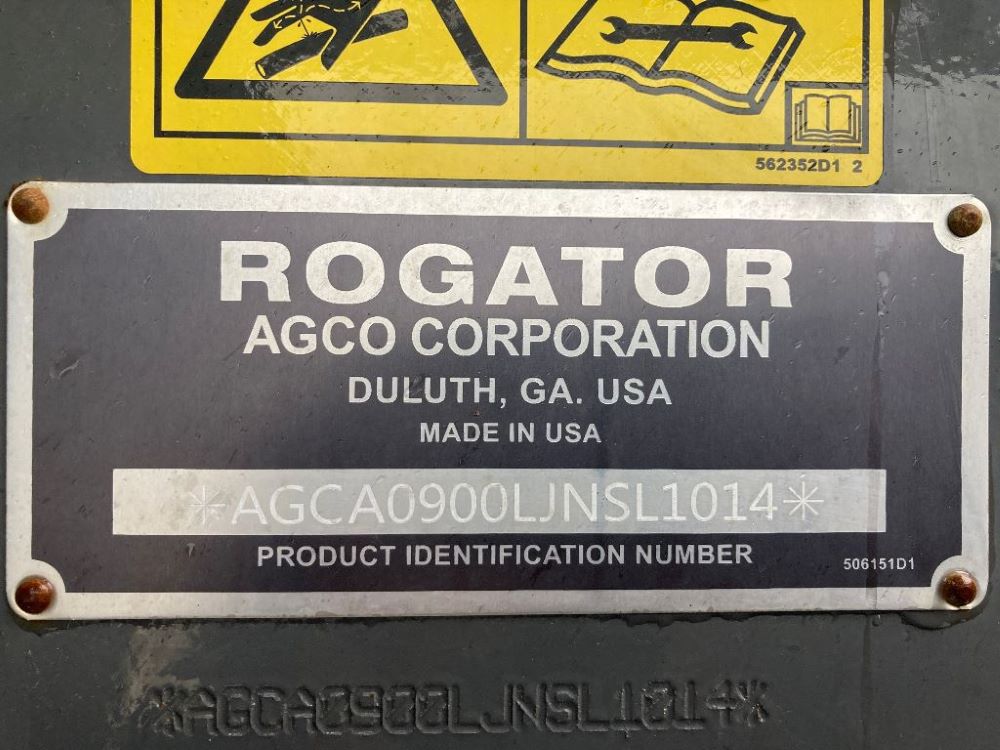 562352D1 2
ROGATOR
AGCO CORPORATION
DULUTH, GA. USA
MADE IN USA
*AGCA0900LJNSL1014*
PRODUCT IDENTIFICATION NUMBER
506151D1
*AGCA0900LJNSL1014*